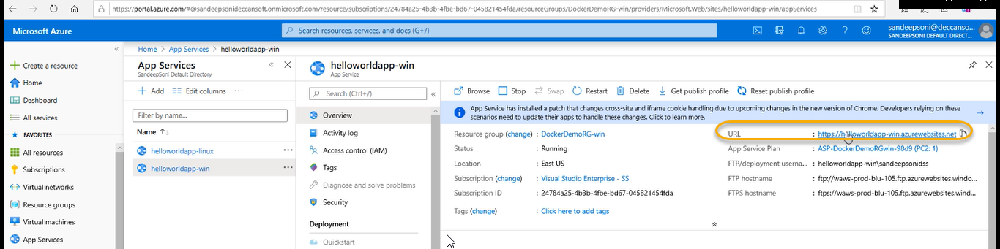 https://portal.azure.com/#@sandeepsonideccansoft.onmicrosoft.com/resource/subscriptions/24784a25-4b3b-4fbe-bd67-045821454fda/resourceGroups/DockerDemoRG-win/providers/Microsoft.Web/sites/helloworldapp-win/appServices
Microsoft Azure
Search resources, services, and docs (G+/)
sandeepsoni@deccanso...
SANDEEPSONI DEFAULT DIRECT...
Create a resource
Home
Dashboard
All services
FAVORITES
All resources
Subscriptions
Virtual networks
Resource groups
Virtual machines
App Services
Home > App Services > helloworldapp-win
App Services
SandeepSoni Default Directory
Add Edit columns ...
Filter by name...
Name
helloworldapp-linux ...
helloworldapp-win ...
helloworldapp-win
App Service
Search (Ctrl+/)
Overview
Activity log
Access control (IAM)
Tags
Diagnose and solve problems
Security
Deployment
Quickstart
Browse Stop Swap Restart Delete Get publish profile Reset publish profile
App Service has installed a patch that changes cross-site and iframe cookie handling due to upcoming changes in the new version of Chrome. Developers relying on these
scenarios need to update their apps to handle these changes. Click to learn more.
Resource group (change) : DockerDemoRG-win
Status : Running
Location : East US
Subscription (change) : Visual Studio Enterprise - SS
Subscription ID : 24784a25-4b3b-4fbe-bd67-045821454fda
Tags (change) : Click here to add tags
URL : https://helloworldapp-win.azurewebsites.net
App Service Plan : ASP-DockerDemoRGwin-98d9 (PC2: 1)
FTP/deployment userna... : helloworldapp-win\sandeepsonidss
FTP hostname : ftp://waws-prod-blu-105.ftp.azurewebsites.windo...
FTPS hostname : ftps://waws-prod-blu-105.ftp.azurewebsites.wind...